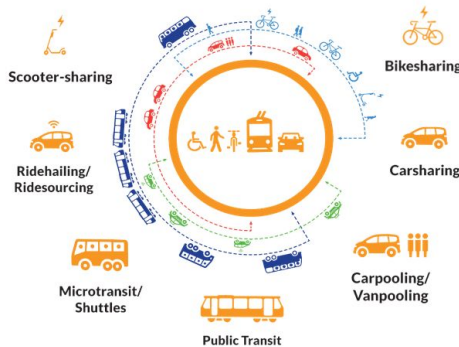 Scooter-sharing
Bikesharing
Ridehailing/
Ridesourcing
Carsharing
Microtransit/
Shuttles
Carpooling/
Vanpooling
Public Transit